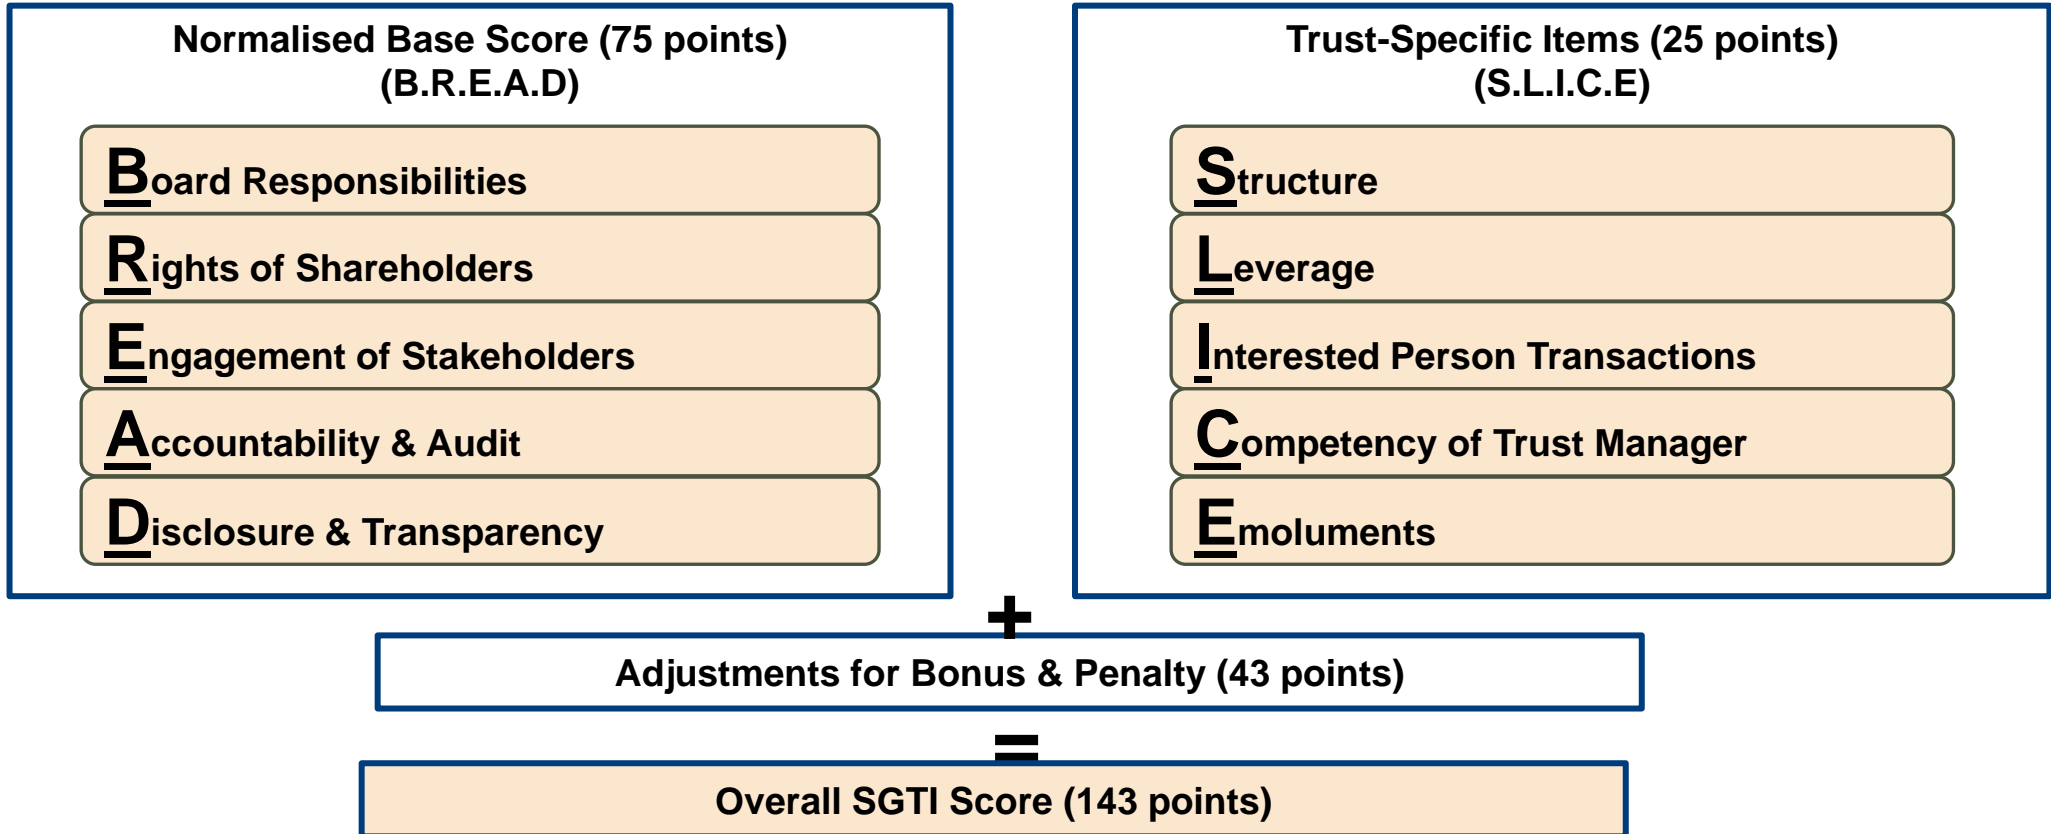 Normalised Base Score (75 points)
(B.R.E.A.D)
Board Responsibilities
Rights of Shareholders
Engagement of Stakeholders
Accountability & Audit
Disclosure & Transparency
Trust-Specific Items (25 points)
(S.L.I.C.E)
Structure
Leverage
Interested Person Transactions
Competency of Trust Manager
Emoluments
+
Adjustments for Bonus & Penalty (43 points)
=
Overall SGTI Score (143 points)